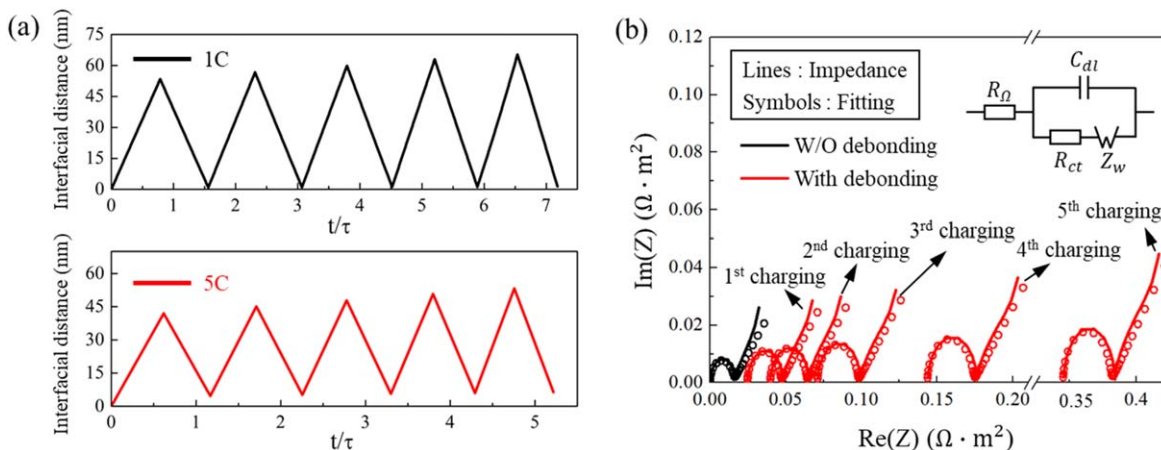 (a)
1C
Interfacial distance (nm)
75
60
45
30
15
0
0 1 2 3 4 5 6 7
t/τ
5C
Interfacial distance (nm)
60
45
30
15
0
0 1 2 3 4 5
t/τ
(b)
Im(Z) (Ω · m²)
0.12
0.10
0.08
0.06
0.04
0.02
0.00
Lines : Impedance
Symbols : Fitting
W/O debonding
With debonding
C_dl
R_Ω
R_ct Z_w
1st charging
2nd charging
3rd charging
4th charging
5th charging
0.00 0.05 0.10 0.15 0.20 0.35 0.4
Re(Z) (Ω · m²)